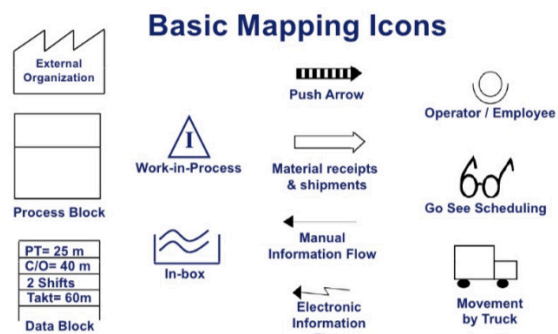 Basic Mapping Icons
External
Organization
Process Block
PT= 25 m
C/O= 40 m
2 Shifts
Takt= 60m
Data Block
I
Work-in-Process
In-box
Push Arrow
Material receipts
& shipments
Manual
Information Flow
Electronic
Information
Operator / Employee
Go See Scheduling
Movement
by Truck